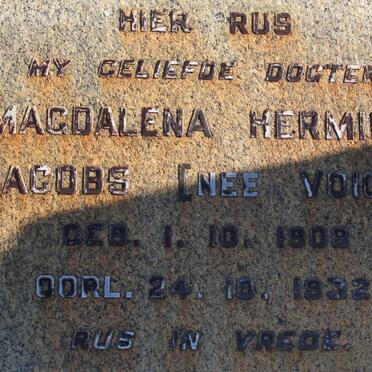 HIER RUS
MY GELIEFDE DOGTER
MAGDALENA HERMI
ACOBS [NEE VOI
GEB. 1. 10. 1909
OORL. 24. 10. 1932
RUS IN VREDE.